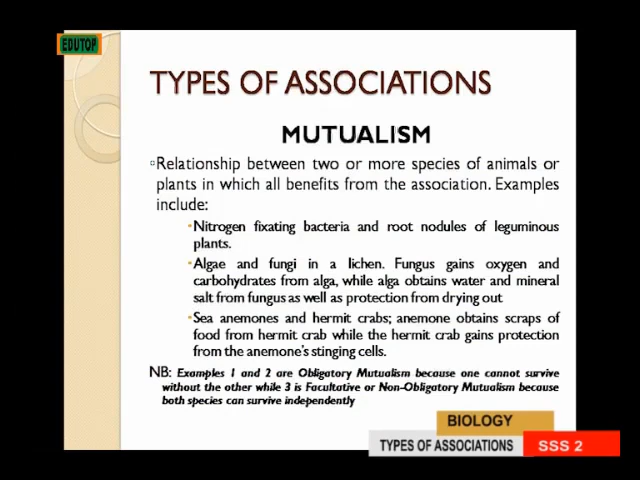 EDUTOP
TYPES OF ASSOCIATIONS
MUTUALISM
Relationship between two or more species of animals or
plants in which all benefits from the association. Examples
include:
Nitrogen fixating bacteria and root nodules of leguminous
plants.
Algae and fungi in a lichen. Fungus gains oxygen and
carbohydrates from alga, while alga obtains water and mineral
salt from fungus as well as protection from drying out
Sea anemones and hermit crabs; anemone obtains scraps of
food from hermit crab while the hermit crab gains protection
from the anemone's stinging cells.
NB: Examples 1 and 2 are Obligatory Mutualism because one cannot survive
without the other while 3 is Facultative or Non-Obligatory Mutualism because
both species can survive independently
BIOLOGY
TYPES OF ASSOCIATIONS SSS 2